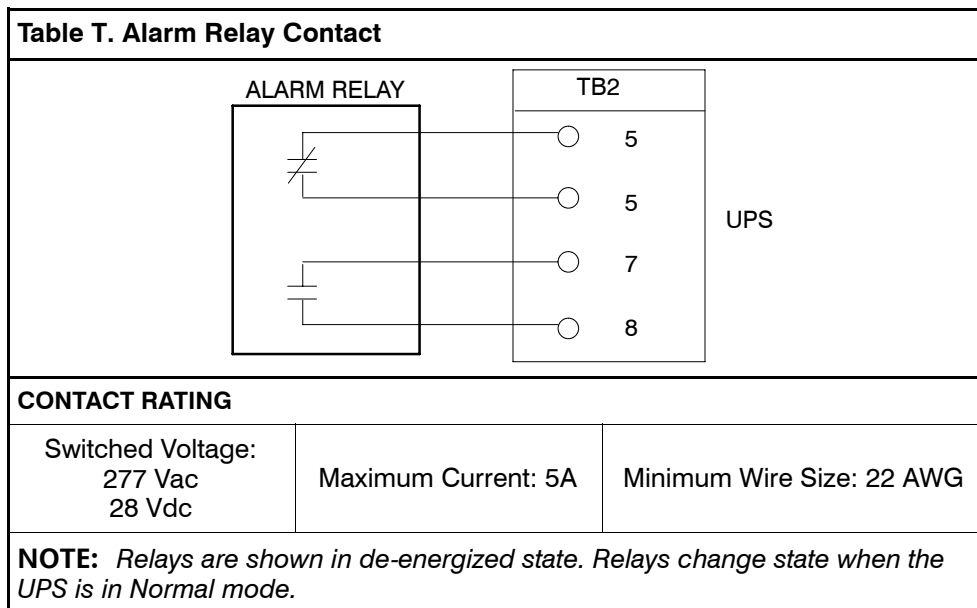 Table T. Alarm Relay Contact
ALARM RELAY
TB2
5
5
UPS
7
8
CONTACT RATING
Switched Voltage:
277 Vac
28 Vdc
Maximum Current: 5A
Minimum Wire Size: 22 AWG
NOTE: Relays are shown in de-energized state. Relays change state when the
UPS is in Normal mode.